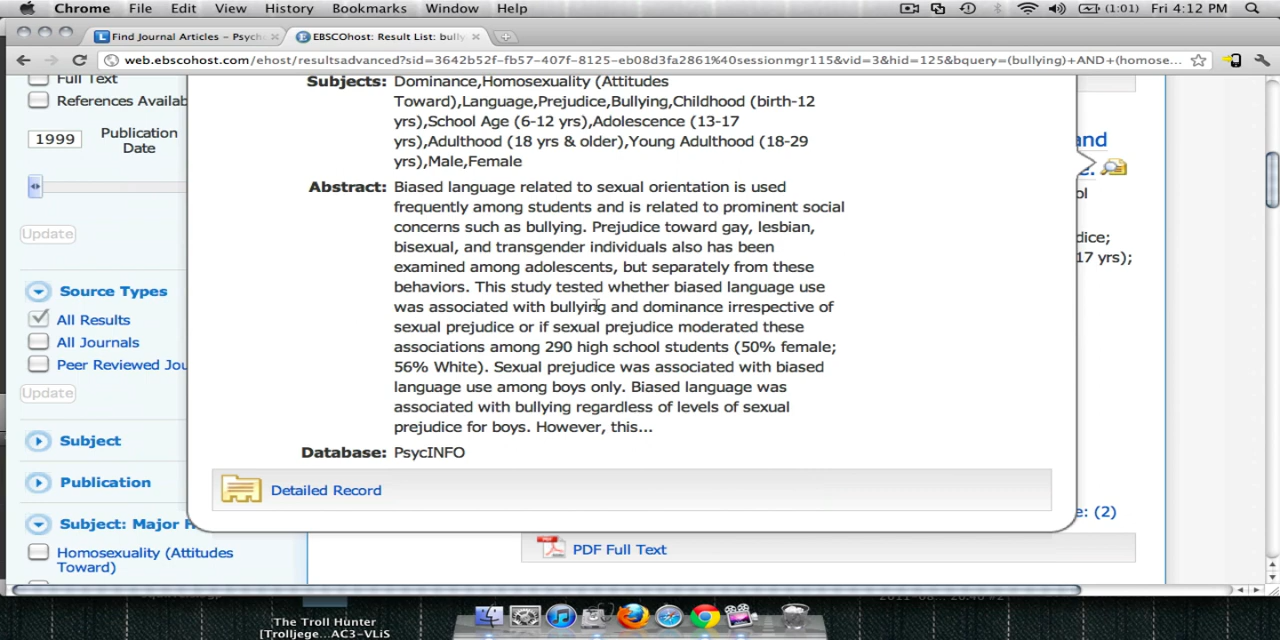 Chrome File Edit View History Bookmarks Window Help (1:01) Fri 4:12 PM
Find Journal Articles – Psych EBSCOhost: Result List: bully
web.ebscohost.com/ehost/resultsadvanced?sid=3642b52f-fb57-407f-8125-eb08d3fa2861%40sessionmgr115&vid=3&hid=125&bquery=(bullying)+AND+(homose...
Full Text
References Availab
1999 Publication Date
Update
Source Types
All Results
All Journals
Peer Reviewed Jou
Update
Subject
Publication
Subject: Major H
Homosexuality (Attitudes
Toward)
Subjects: Dominance,Homosexuality (Attitudes
Toward),Language,Prejudice,Bullying,Childhood (birth-12
yrs),School Age (6-12 yrs),Adolescence (13-17
yrs),Adulthood (18 yrs & older),Young Adulthood (18-29
yrs),Male,Female
Abstract: Biased language related to sexual orientation is used
frequently among students and is related to prominent social
concerns such as bullying. Prejudice toward gay, lesbian,
bisexual, and transgender individuals also has been
examined among adolescents, but separately from these
behaviors. This study tested whether biased language use
was associated with bullying and dominance irrespective of
sexual prejudice or if sexual prejudice moderated these
associations among 290 high school students (50% female;
56% White). Sexual prejudice was associated with biased
language use among boys only. Biased language was
associated with bullying regardless of levels of sexual
prejudice for boys. However, this...
Database: PsycINFO
Detailed Record
and
e.
ol
dice;
17 yrs);
e: (2)
PDF Full Text
The Troll Hunter
[Trolljege...AC3-ViLiS